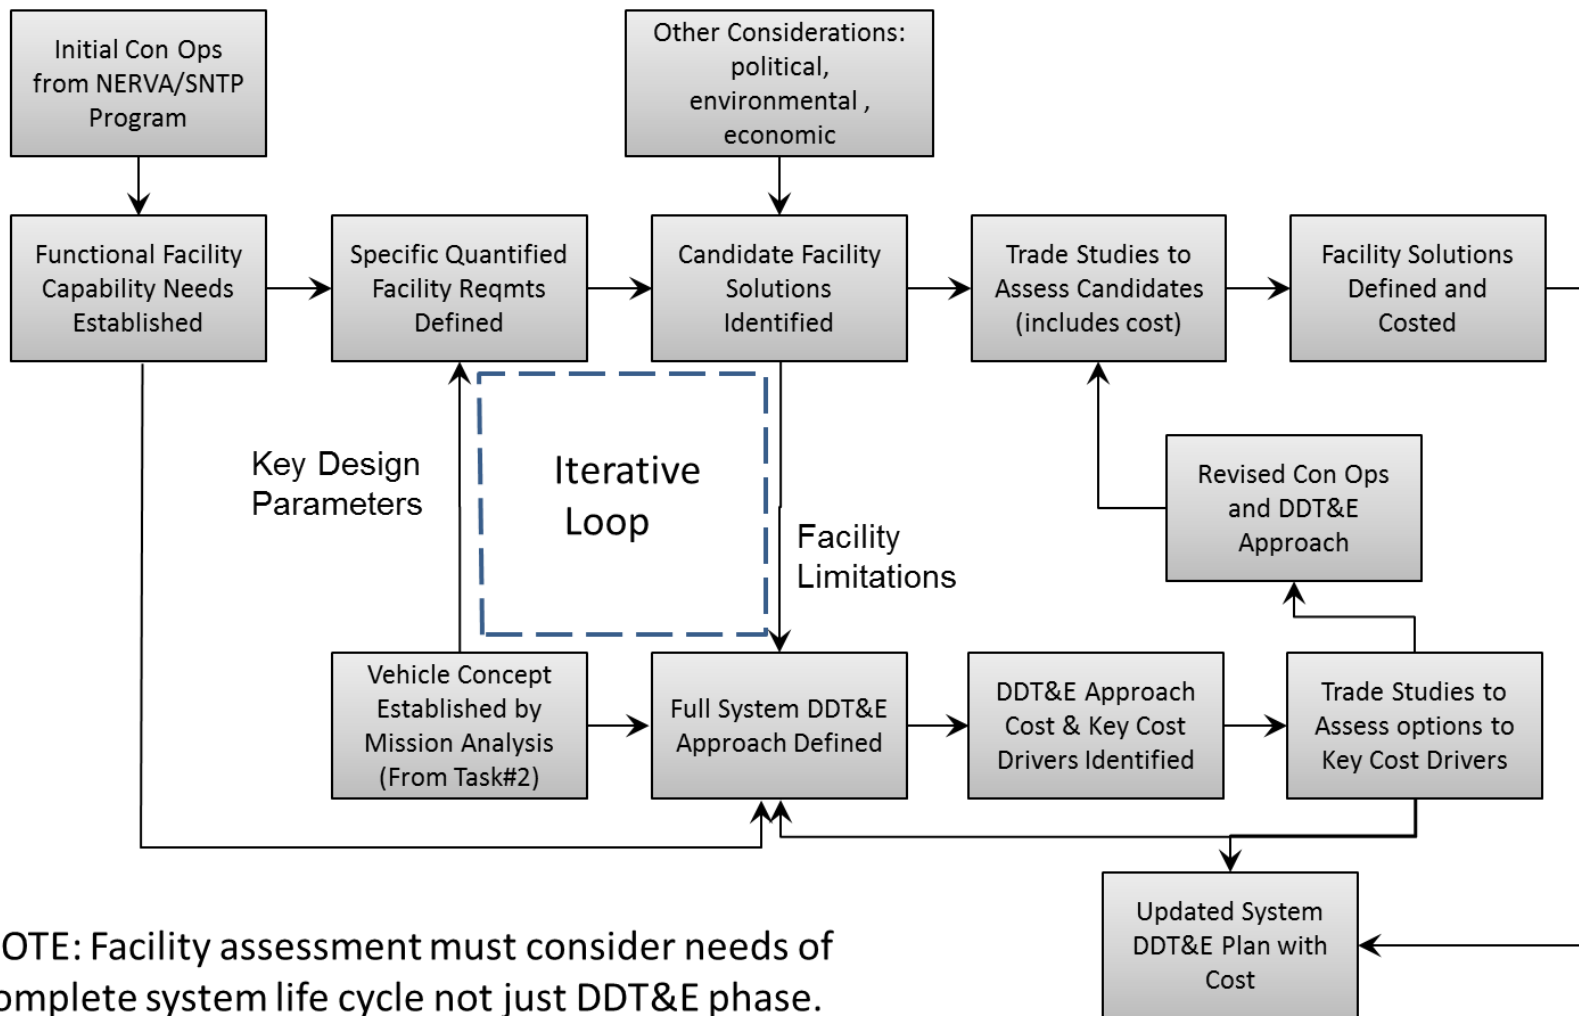 Initial Con Ops
from NERVA/SNTP
Program
Other Considerations:
political,
environmental ,
economic
Functional Facility
Capability Needs
Established
Specific Quantified
Facility Reqmts
Defined
Candidate Facility
Solutions
Identified
Trade Studies to
Assess Candidates
(includes cost)
Facility Solutions
Defined and
Costed
Key Design
Parameters
Iterative
Loop
Facility
Limitations
Revised Con Ops
and DDT&E
Approach
Vehicle Concept
Established by
Mission Analysis
(From Task#2)
Full System DDT&E
Approach Defined
DDT&E Approach
Cost & Key Cost
Drivers Identified
Trade Studies to
Assess options to
Key Cost Drivers
Updated System
DDT&E Plan with
Cost
OTE: Facility assessment must consider needs of
omplete system life cycle not just DDT&E phase.